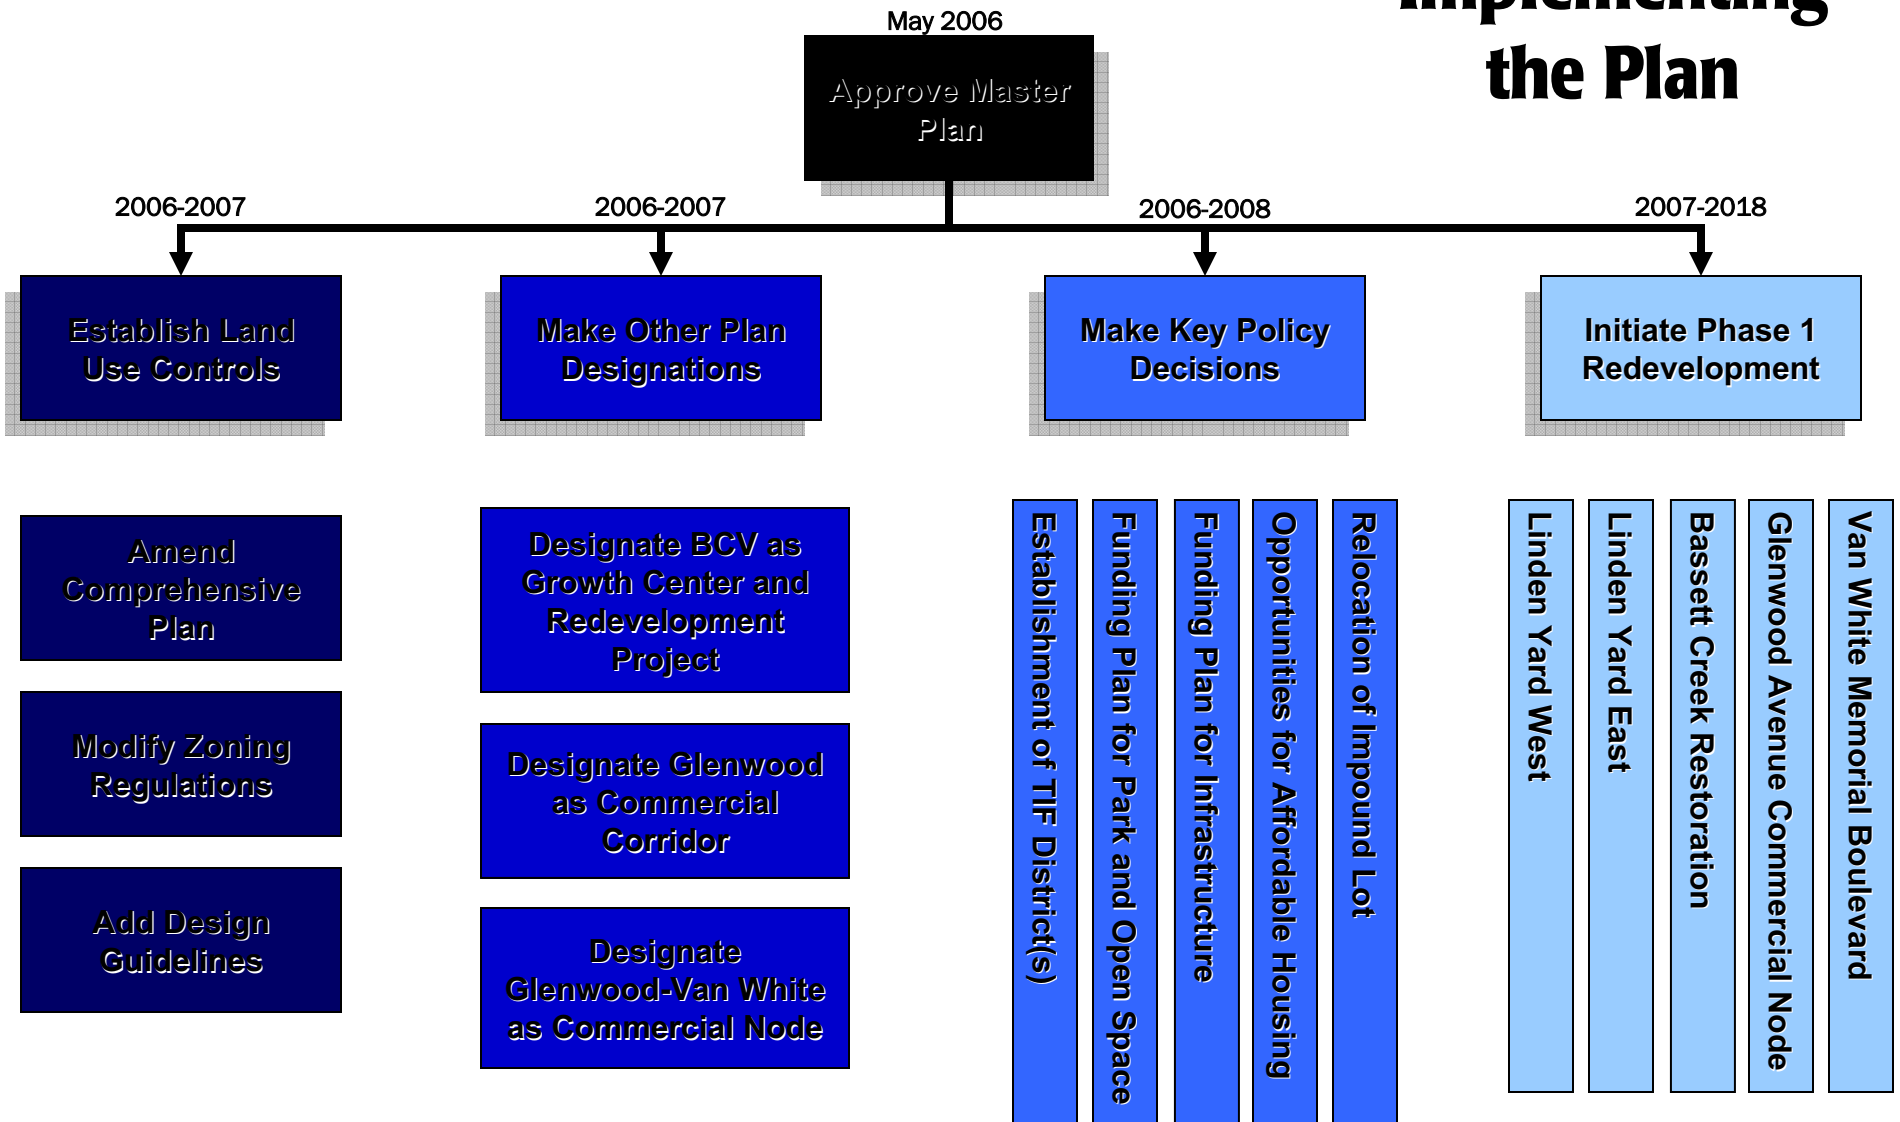 Implementing
the Plan
May 2006
Approve Master
Plan
2006-2007
2006-2007
2006-2008
2007-2018
Establish Land
Use Controls
Make Other Plan
Designations
Make Key Policy
Decisions
Initiate Phase 1
Redevelopment
Amend
Comprehensive
Plan
Modify Zoning
Regulations
Add Design
Guidelines
Designate BCV as
Growth Center and
Redevelopment
Project
Designate Glenwood
as Commercial
Corridor
Designate
Glenwood-Van White
as Commercial Node
Establishment of TIF District(s)
Funding Plan for Park and Open Space
Funding Plan for Infrastructure
Opportunities for Affordable Housing
Relocation of Impound Lot
Linden Yard West
Linden Yard East
Bassett Creek Restoration
Glenwood Avenue Commercial Node
Van White Memorial Boulevard